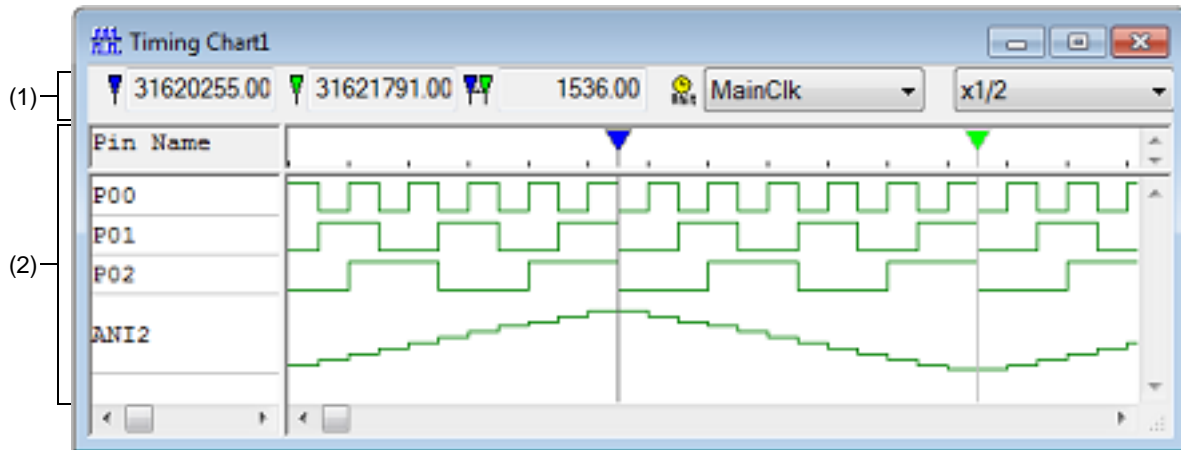 Timing Chart1
(1)
31620255.00 31621791.00 1536.00 MainClk x1/2
(2)
Pin Name
P00
P01
P02
ANI2